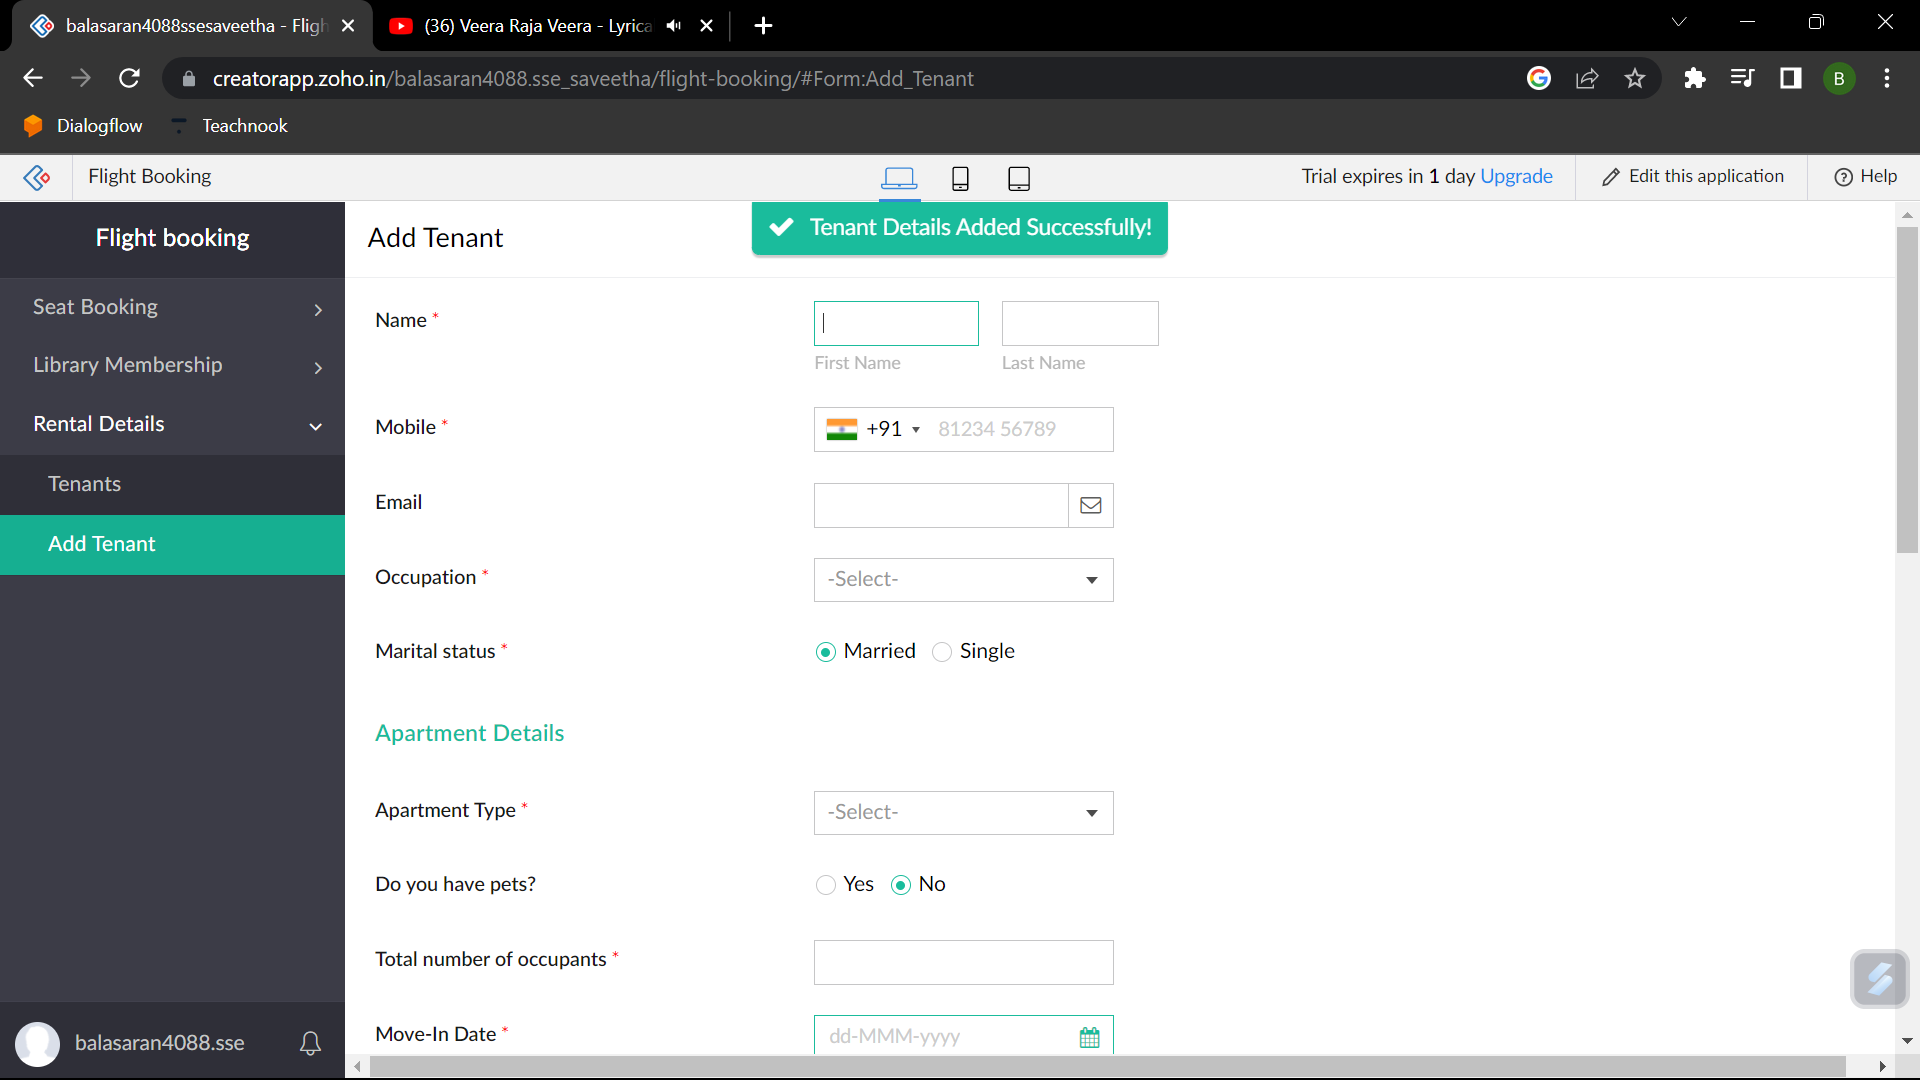 balasaran4088ssesaveetha - Fligh
(36) Veera Raja Veera - Lyrica
creatorapp.zoho.in/balasaran4088.sse_saveetha/flight-booking/#Form:Add_Tenant
B
Dialogflow
Teachnook
Flight Booking
Trial expires in 1 day Upgrade
Edit this application
? Help
Flight booking
Add Tenant
Tenant Details Added Successfully!
Seat Booking
Library Membership
Rental Details
Tenants
Add Tenant
Name *
First Name
Last Name
Mobile *
+91 81234 56789
Email
Occupation *
-Select-
Marital status *
Married Single
Apartment Details
Apartment Type *
-Select-
Do you have pets?
Yes No
Total number of occupants *
Move-In Date *
dd-MMM-yyyy
balasaran4088.sse